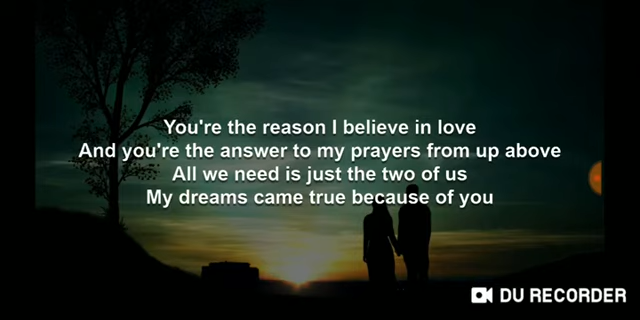 You're the reason I believe in love
And you're the answer to my prayers from up above
All we need is just the two of us
My dreams came true because of you
DU RECORDER